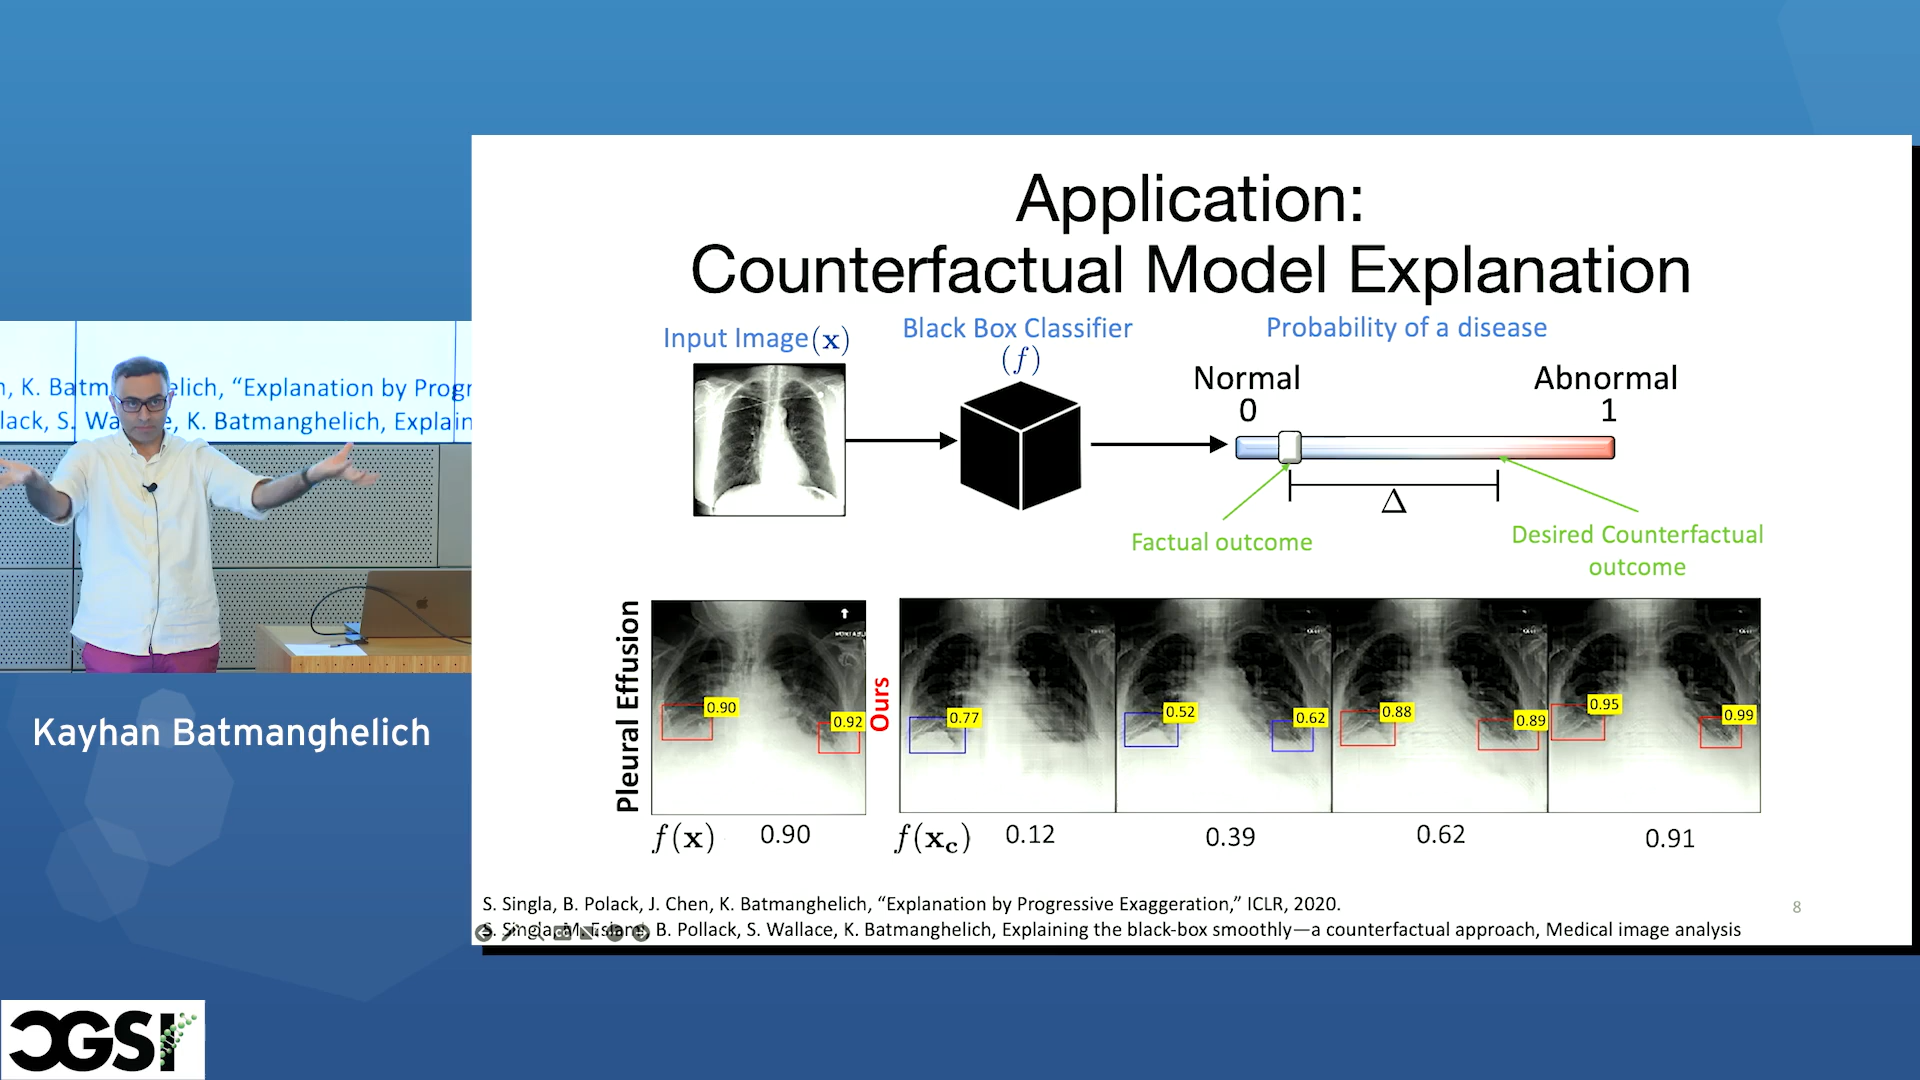 Application:
Counterfactual Model Explanation
Input Image (x)
Black Box Classifier
(f)
Probability of a disease
Normal
0
Abnormal
1
Δ
Factual outcome
Desired Counterfactual
outcome
Pleural Effusion
0.90
0.92
Ours
0.77
0.52
0.62
0.88
0.89
0.95
0.99
f(x) 0.90
f(x_c) 0.12 0.39 0.62 0.91
S. Singla, B. Polack, J. Chen, K. Batmanghelich, “Explanation by Progressive Exaggeration,” ICLR, 2020.
S. Singla, M. Eslami, B. Pollack, S. Wallace, K. Batmanghelich, Explaining the black-box smoothly—a counterfactual approach, Medical image analysis
8
n, K. Batm elich, “Explanation by Progr
lack, S. Wa e, K. Batmanghelich, Explain
Kayhan Batmanghelich
CGSI